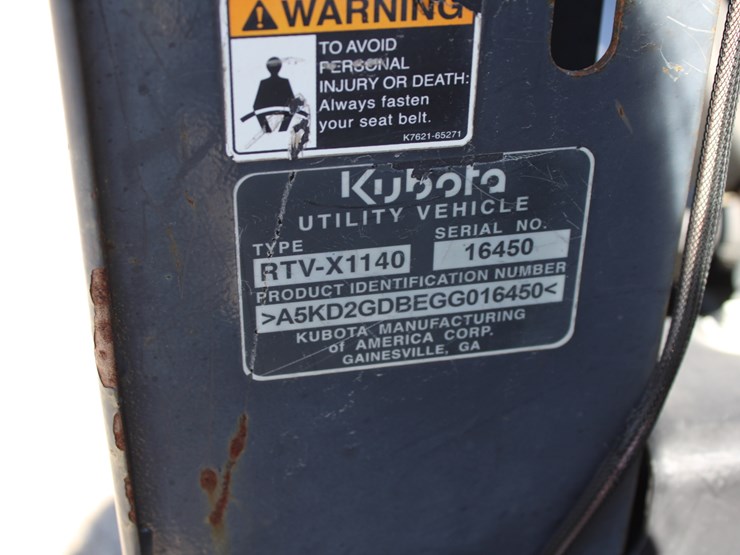 WARNING
TO AVOID
PERSONAL
INJURY OR DEATH:
Always fasten
your seat belt.
K7621-65271
Kubota
UTILITY VEHICLE
TYPE SERIAL NO.
RTV-X1140 16450
PRODUCT IDENTIFICATION NUMBER
>A5KD2GDBEGG016450<
KUBOTA MANUFACTURING
of AMERICA CORP.
GAINESVILLE, GA